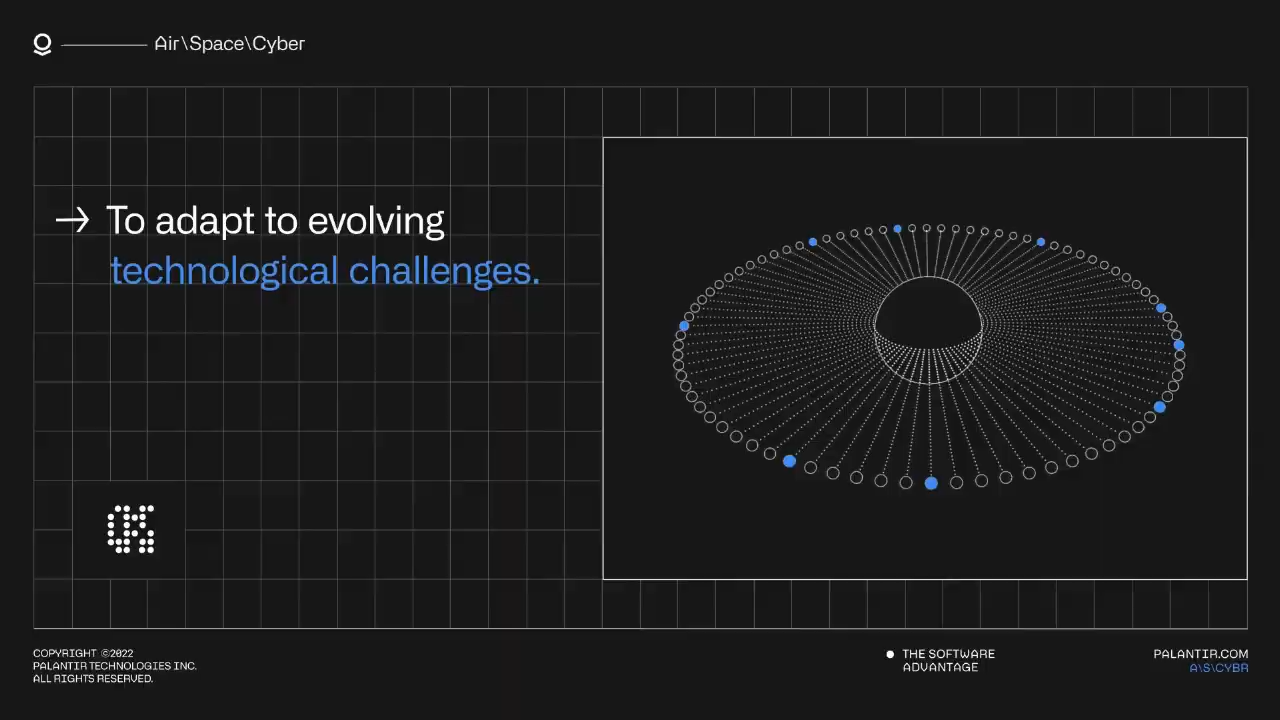 Air\Space\Cyber
→ To adapt to evolving
technological challenges.
COPYRIGHT ©2022
PALANTIR TECHNOLOGIES INC.
ALL RIGHTS RESERVED.
THE SOFTWARE
ADVANTAGE
PALANTIR.COM
A\S\CYBR